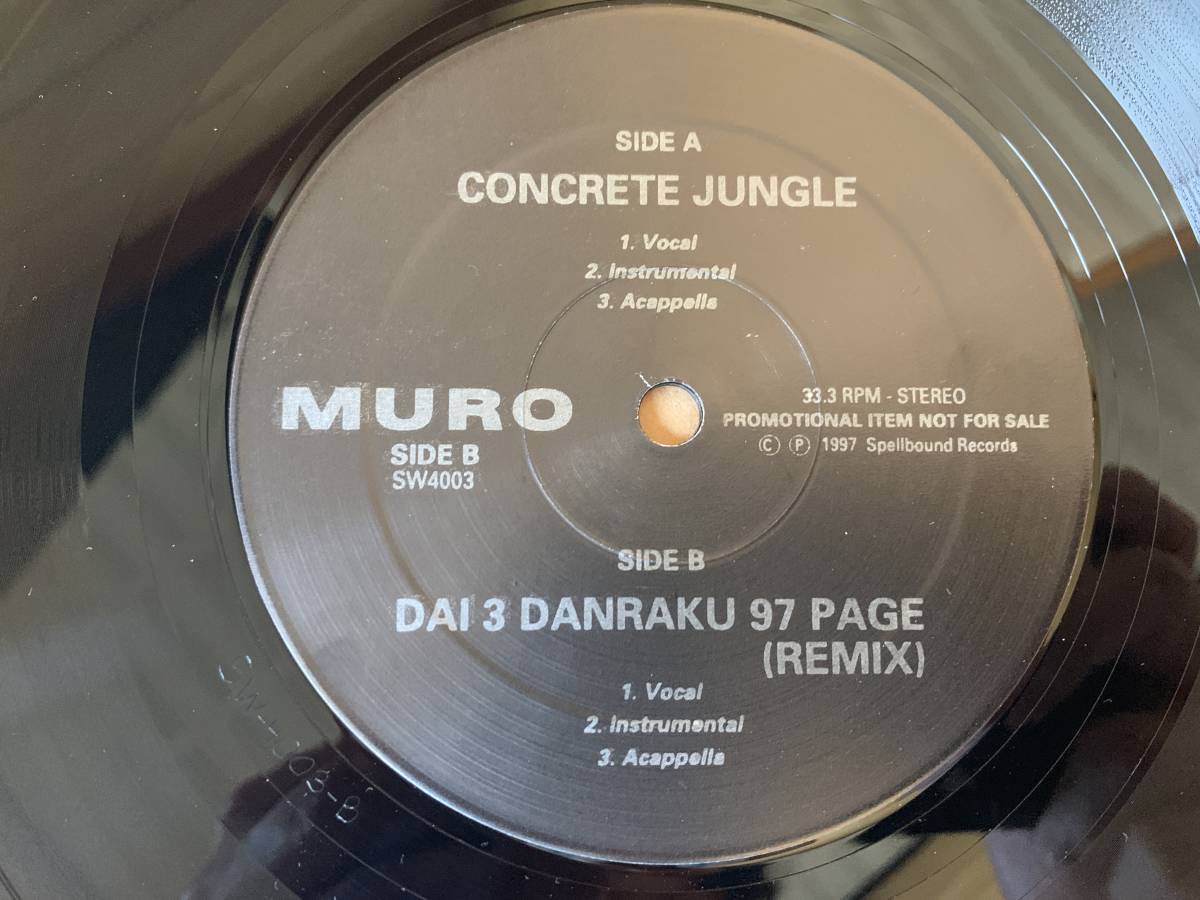 SIDE A
CONCRETE JUNGLE
1. Vocal
2. Instrumental
3. Acappella
MURO
SIDE B
SW4003
33.3 RPM - STEREO
PROMOTIONAL ITEM NOT FOR SALE
Ⓒ Ⓟ 1997 Spellbound Records
SIDE B
DAI 3 DANRAKU 97 PAGE
(REMIX)
1. Vocal
2. Instrumental
3. Acappella